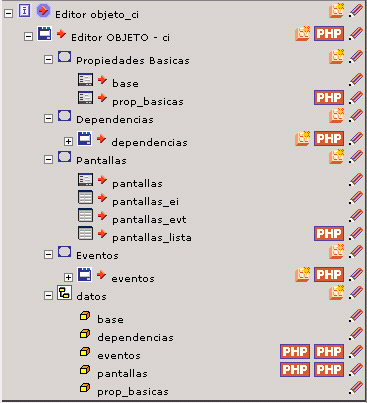 Editor objeto_ci
Editor OBJETO - ci PHP
Propiedades Basicas
base
prop_basicas PHP
Dependencias
dependencias PHP
Pantallas
pantallas
pantallas_ei
pantallas_evt
pantallas_lista PHP
Eventos
eventos PHP
datos
base
dependencias
eventos PHP PHP
pantallas PHP PHP
prop_basicas